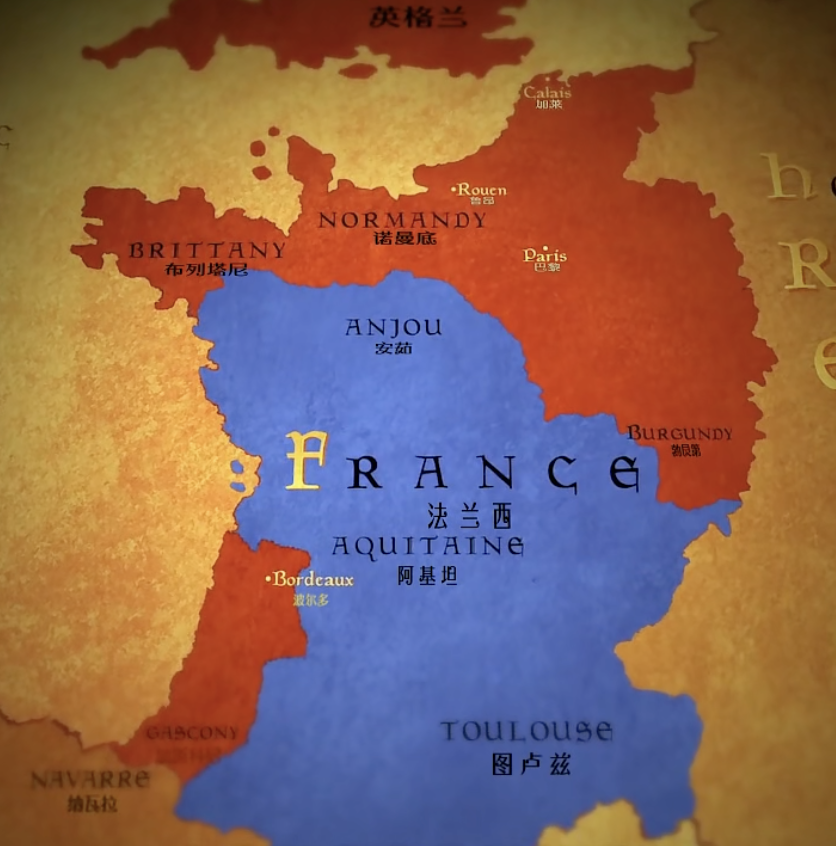 英格兰
Calais
加莱
Rouen
鲁昂
NORMANDY
诺曼底
BRITTANY
布列塔尼
Paris
巴黎
ANJOU
安茹
BURGUNDY
勃艮第
FRANCE
法兰西
AQUITAINE
阿基坦
Bordeaux
波尔多
GASCONY
TOULOUSE
图卢兹
NAVARRE
纳瓦拉